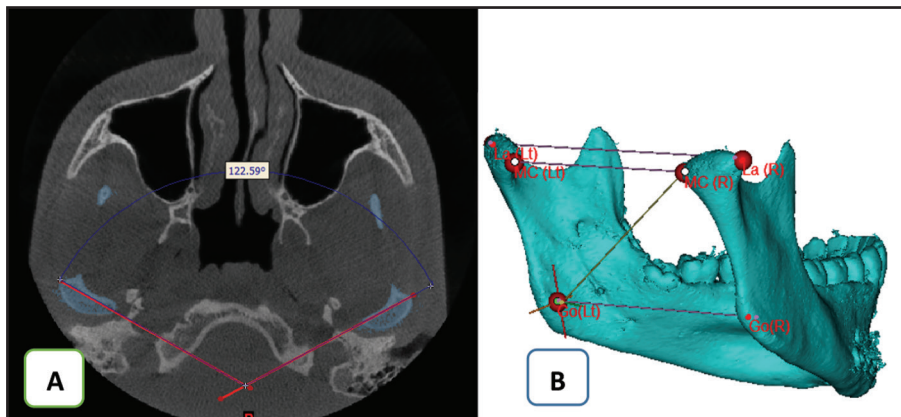 122.59°
A
La (Lt)
MC (Lt)
La (R)
MC (R)
Go(Lt)
Go(R)
B